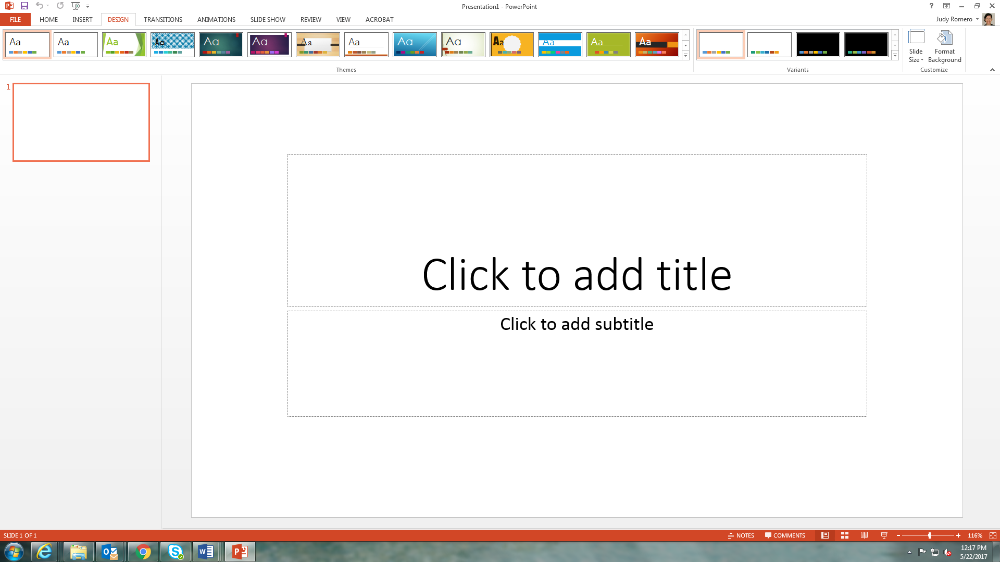 Presentation1 - PowerPoint
?
FILE HOME INSERT DESIGN TRANSITIONS ANIMATIONS SLIDE SHOW REVIEW VIEW ACROBAT
Judy Romero
Aa Aa Aa Aa Aa Aa Aa Aa Aa Aa Aa Aa Aa Aa
Slide Size
Format Background
Themes
Variants
Customize
1
Click to add title
Click to add subtitle
SLIDE 1 OF 1
NOTES
COMMENTS
116%
12:17 PM
5/22/2017